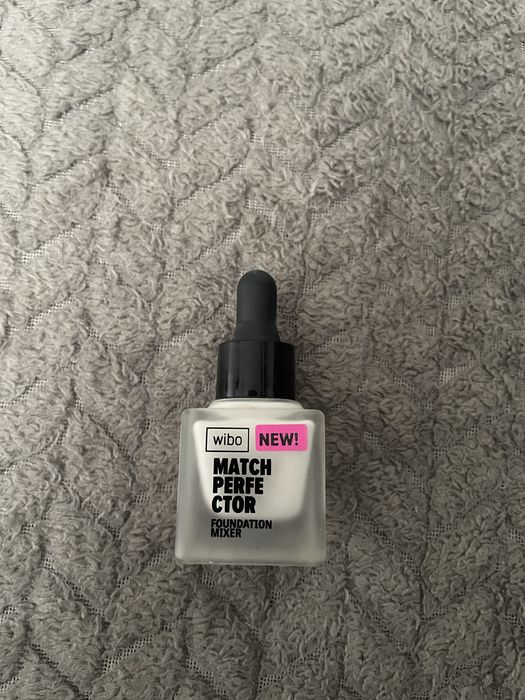 wibo NEW!
MATCH
PERFE
CTOR
FOUNDATION
MIXER